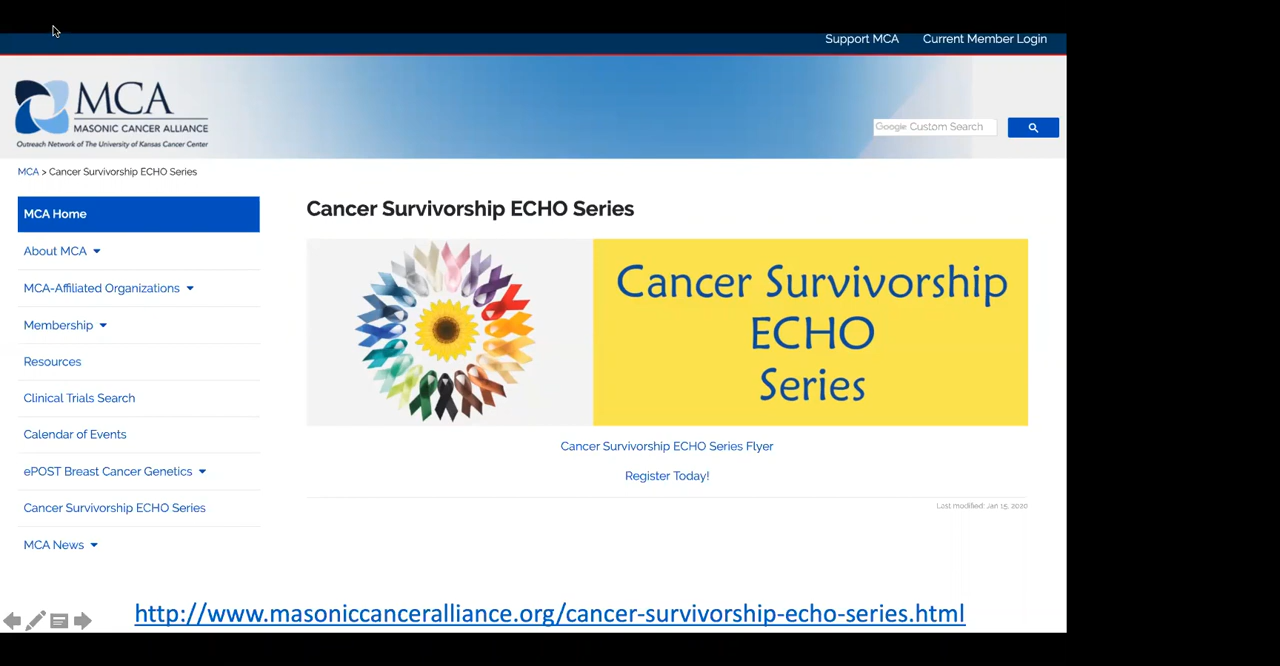 Support MCA
Current Member Login
MCA
MASONIC CANCER ALLIANCE
Outreach Network of The University of Kansas Cancer Center
Google Custom Search
MCA > Cancer Survivorship ECHO Series
MCA Home
About MCA
MCA-Affiliated Organizations
Membership
Resources
Clinical Trials Search
Calendar of Events
ePOST Breast Cancer Genetics
Cancer Survivorship ECHO Series
MCA News
Cancer Survivorship ECHO Series
Cancer Survivorship
ECHO
Series
Cancer Survivorship ECHO Series Flyer
Register Today!
Last modified: Jan 15, 2020
http://www.masoniccanceralliance.org/cancer-survivorship-echo-series.html